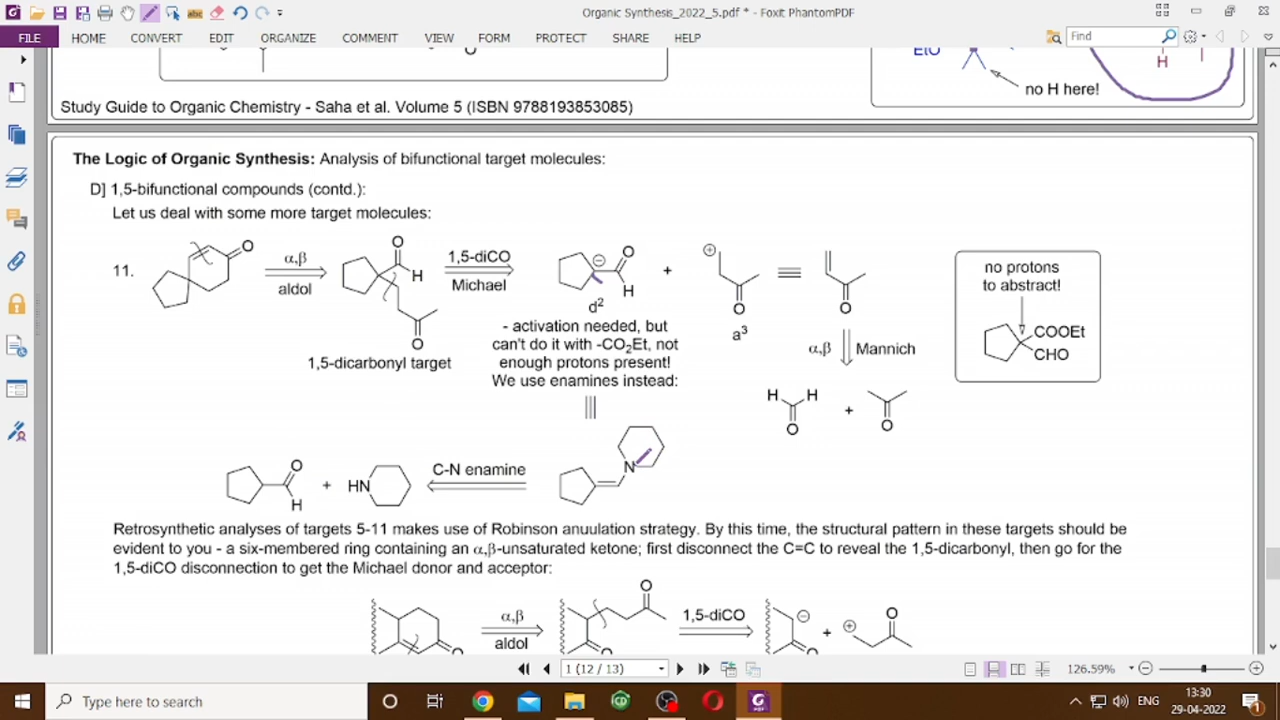 Organic Synthesis_2022_5.pdf * - Foxit PhantomPDF
FILE HOME CONVERT EDIT ORGANIZE COMMENT VIEW FORM PROTECT SHARE HELP Find
EtO
H
no H here!
Study Guide to Organic Chemistry - Saha et al. Volume 5 (ISBN 9788193853085)
The Logic of Organic Synthesis: Analysis of bifunctional target molecules:
D] 1,5-bifunctional compounds (contd.):
Let us deal with some more target molecules:
11.
O
α,β
aldol
O
H
O
1,5-dicarbonyl target
1,5-diCO
Michael
⊖
O
H
d²
- activation needed, but
can't do it with -CO₂Et, not
enough protons present!
We use enamines instead:
+
⊕
O
a³
O
α,β Mannich
H H
O
+
O
no protons
to abstract!
COOEt
CHO
O
H
+
HN
C-N enamine
N
Retrosynthetic analyses of targets 5-11 makes use of Robinson anuulation strategy. By this time, the structural pattern in these targets should be
evident to you - a six-membered ring containing an α,β-unsaturated ketone; first disconnect the C=C to reveal the 1,5-dicarbonyl, then go for the
1,5-diCO disconnection to get the Michael donor and acceptor:
α,β
aldol
O
1,5-diCO
⊖
+
⊕
O
1 (12 / 13)
126.59%
Type here to search
ENG
13:30
29-04-2022